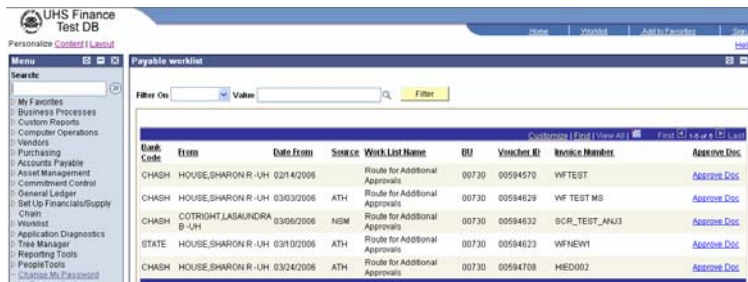 UHS Finance
Test DB
Home Worklist Add to Favorites Sign
Personalize Content | Layout
Hel
Menu
Payable worklist
Search:
Filter On Value Filter
My Favorites
Business Processes
Custom Reports
Computer Operations
Vendors
Purchasing
Accounts Payable
Asset Management
Commitment Control
General Ledger
Set Up Financials/Supply
Chain
Worklist
Application Diagnostics
Tree Manager
Reporting Tools
PeopleTools
Change My Password
Customize | Find | View All | First 1-5 of 5 Last
Bank Code From Date From Source Work List Name BU Voucher ID Invoice Number Approve Doc
CHASH HOUSE,SHARON R -UH 02/14/2006 Route for Additional Approvals 00730 00594570 WFTEST Approve Doc
CHASH HOUSE,SHARON R -UH 03/03/2006 ATH Route for Additional Approvals 00730 00594629 WF TEST MS Approve Doc
CHASH COTRIGHT,LASAUNDRA B -UH 03/06/2006 NSM Route for Additional Approvals 00730 00594632 SCR_TEST_ANJ3 Approve Doc
STATE HOUSE,SHARON R -UH 03/10/2006 ATH Route for Additional Approvals 00730 00594623 WFNEW1 Approve Doc
CHASH HOUSE,SHARON R -UH 03/24/2006 ATH Route for Additional Approvals 00730 00594708 HIED002 Approve Doc